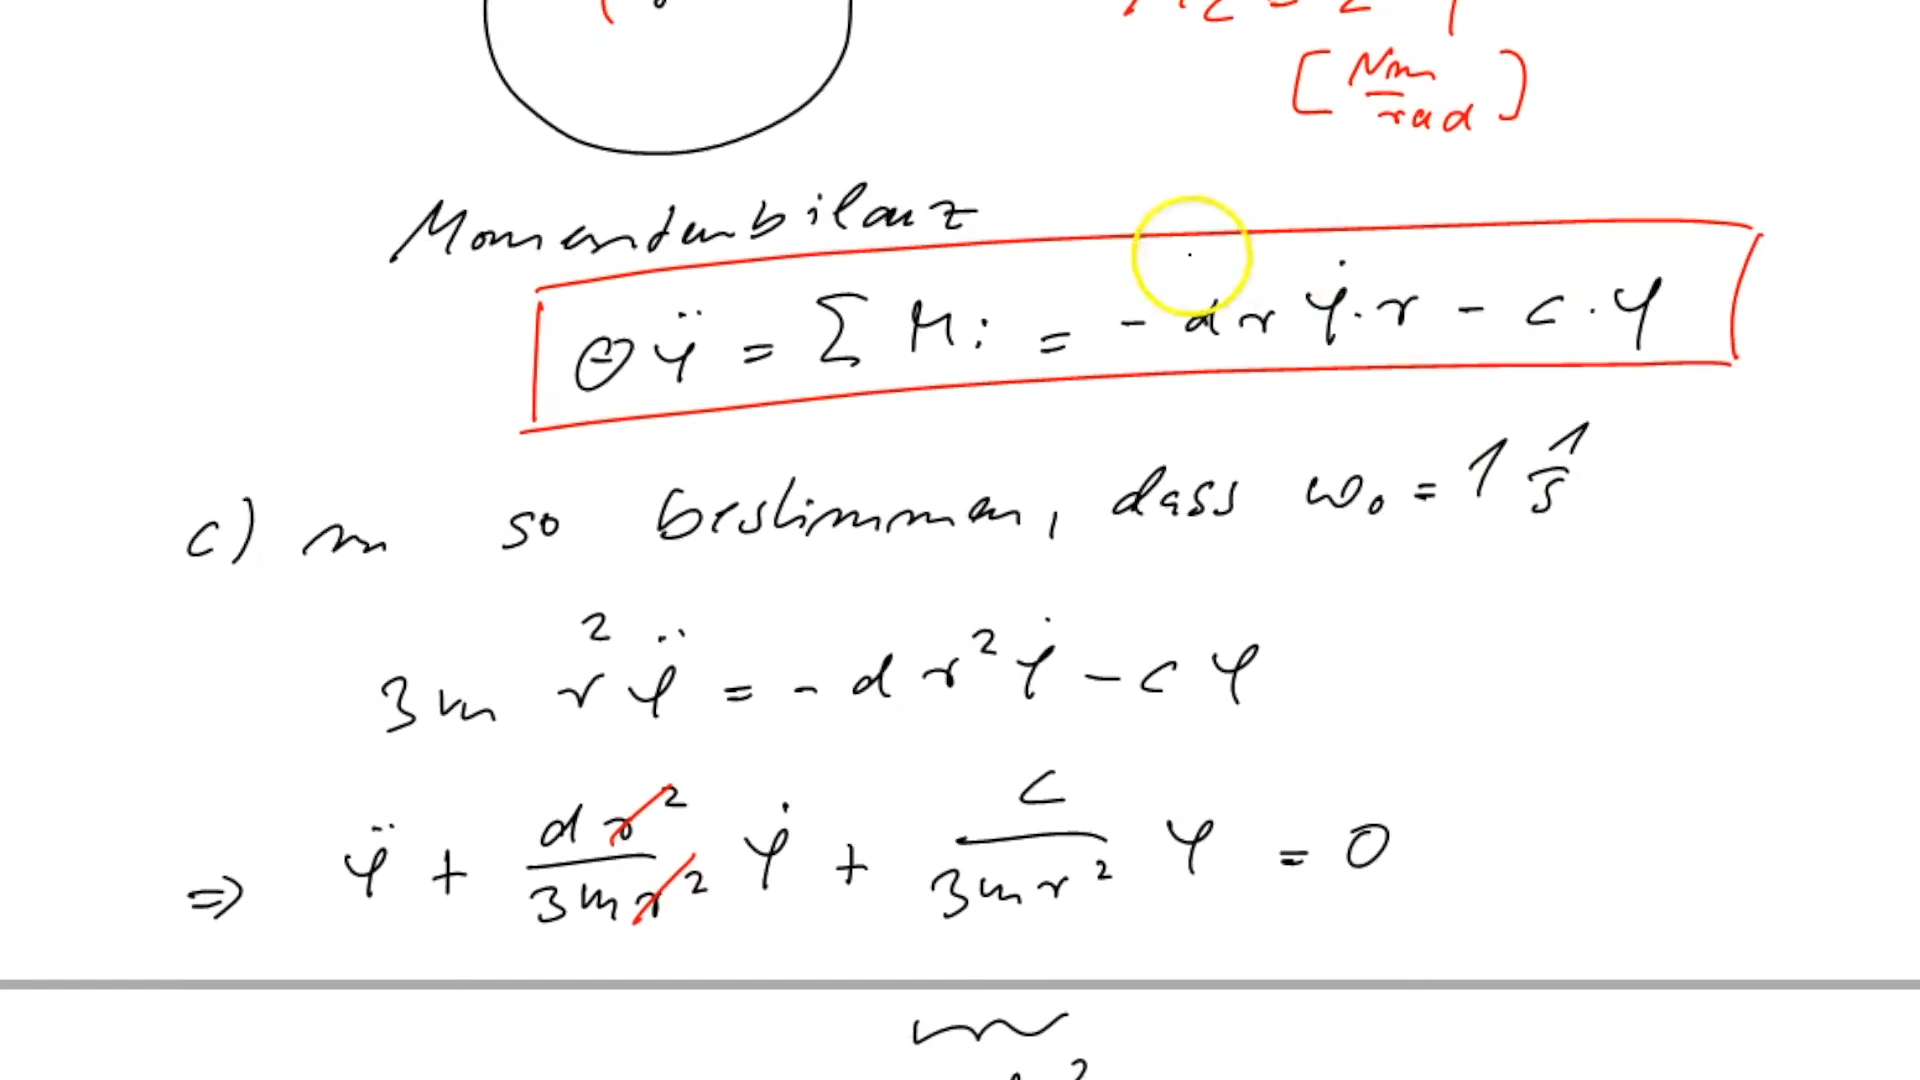 [Nm/rad]
Momentenbilanz
Θφ̈ = Σ Mi = - d r φ̇ · r - c · φ
c) m so bestimmen, dass ω₀ = 1 1/s
3m r² φ̈ = - d r² φ̇ - c φ
⇒ φ̈ + (d r²)/(3m r²) φ̇ + c/(3m r²) φ = 0